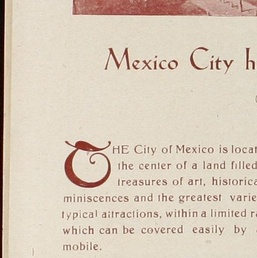 Mexico City h
THE City of Mexico is locat
the center of a land filled
treasures of art, historica
miniscences and the greatest varie
typical attractions, within a limited ra
which can be covered easily by
mobile.